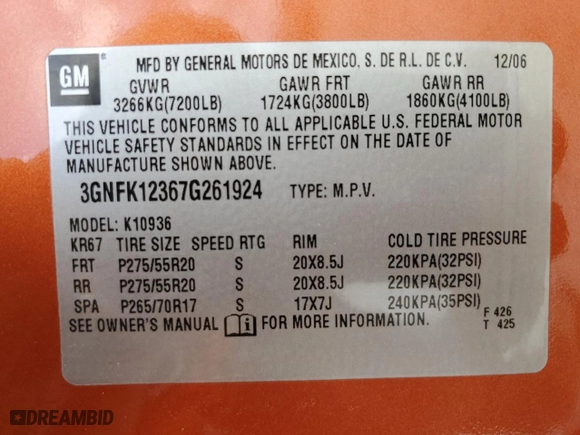 GM
MFD BY GENERAL MOTORS DE MEXICO, S. DE R.L. DE C.V. 12/06
GVWR GAWR FRT GAWR RR
3266KG(7200LB) 1724KG(3800LB) 1860KG(4100LB)
THIS VEHICLE CONFORMS TO ALL APPLICABLE U.S. FEDERAL MOTOR
VEHICLE SAFETY STANDARDS IN EFFECT ON THE DATE OF
MANUFACTURE SHOWN ABOVE.
3GNFK12367G261924 TYPE: M.P.V.
MODEL: K10936
KR67 TIRE SIZE SPEED RTG RIM COLD TIRE PRESSURE
FRT P275/55R20 S 20X8.5J 220KPA(32PSI)
RR P275/55R20 S 20X8.5J 220KPA(32PSI)
SPA P265/70R17 S 17X7J 240KPA(35PSI)
SEE OWNER'S MANUAL i FOR MORE INFORMATION.
F 426
T 425
DREAMBID